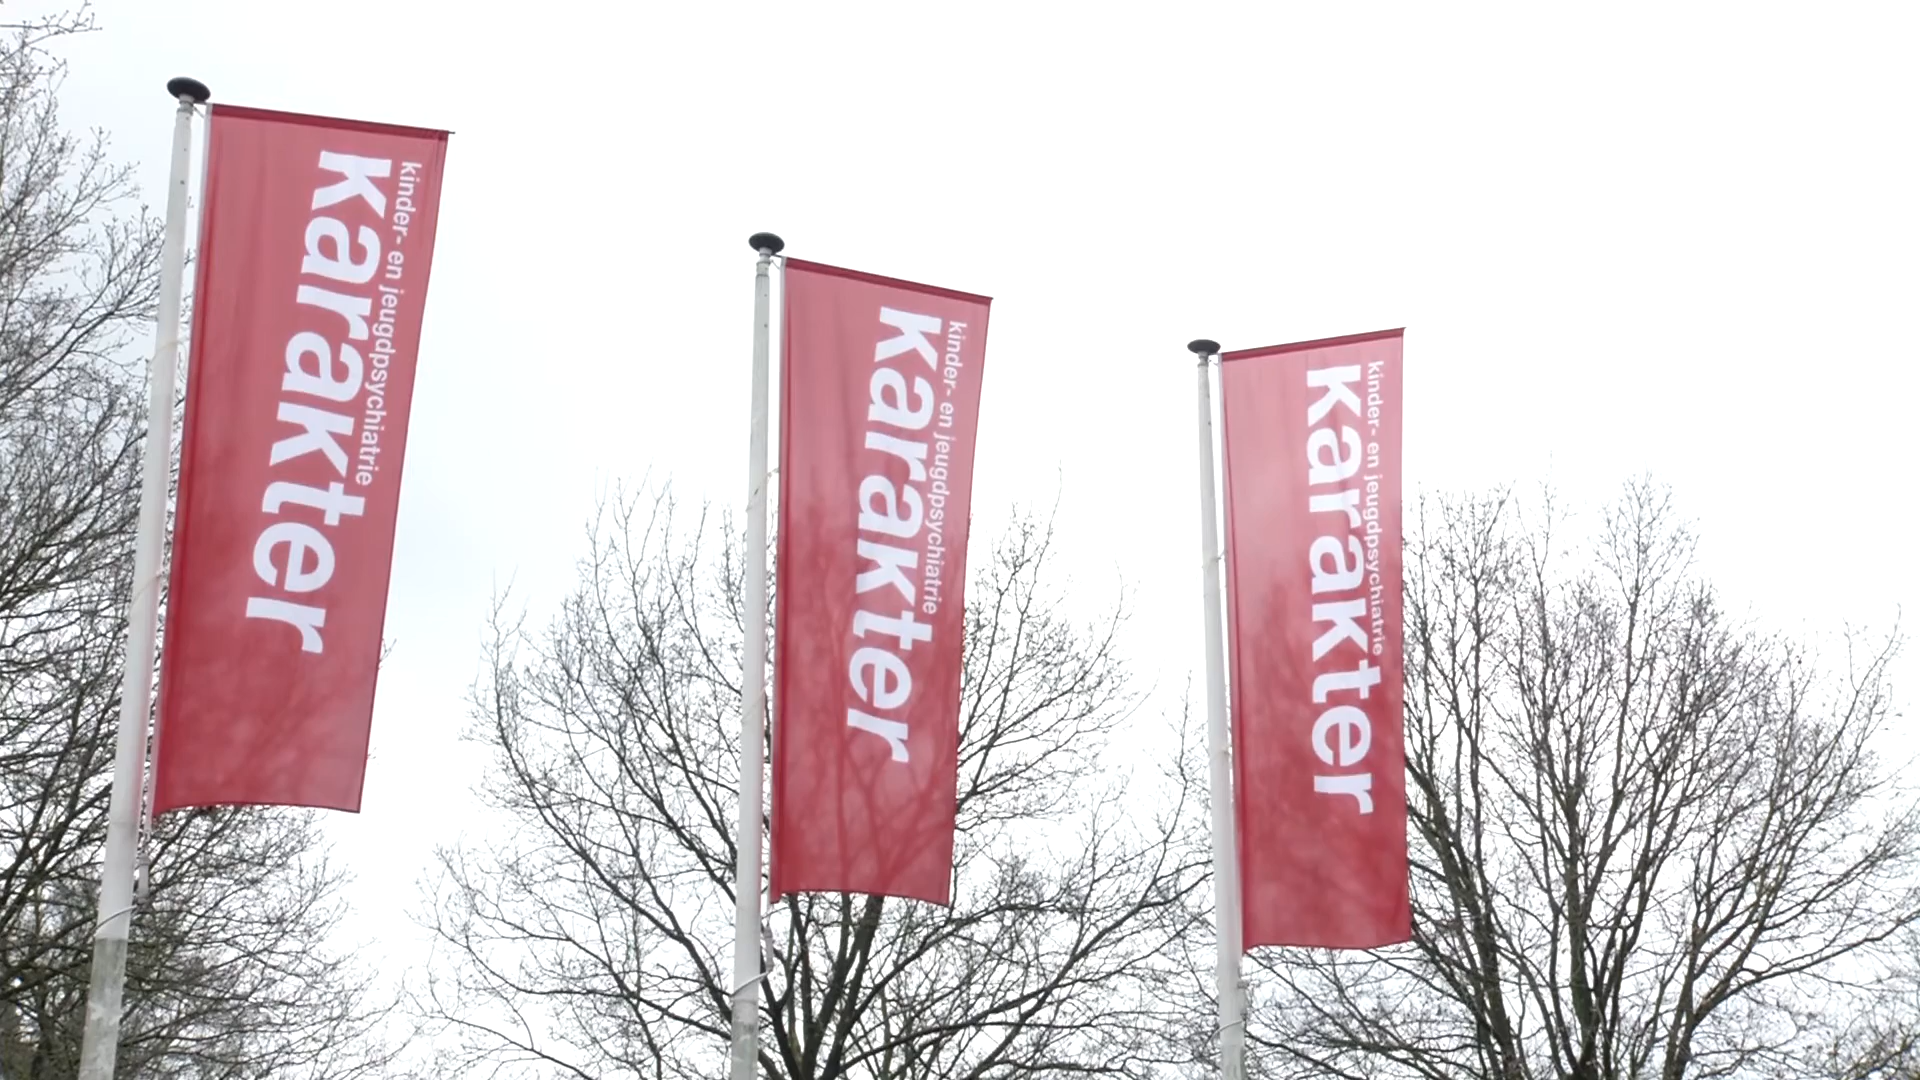 kinder- en jeugdpsychiatrie
karakter
kinder- en jeugdpsychiatrie
karakter
kinder- en jeugdpsychiatrie
karakter